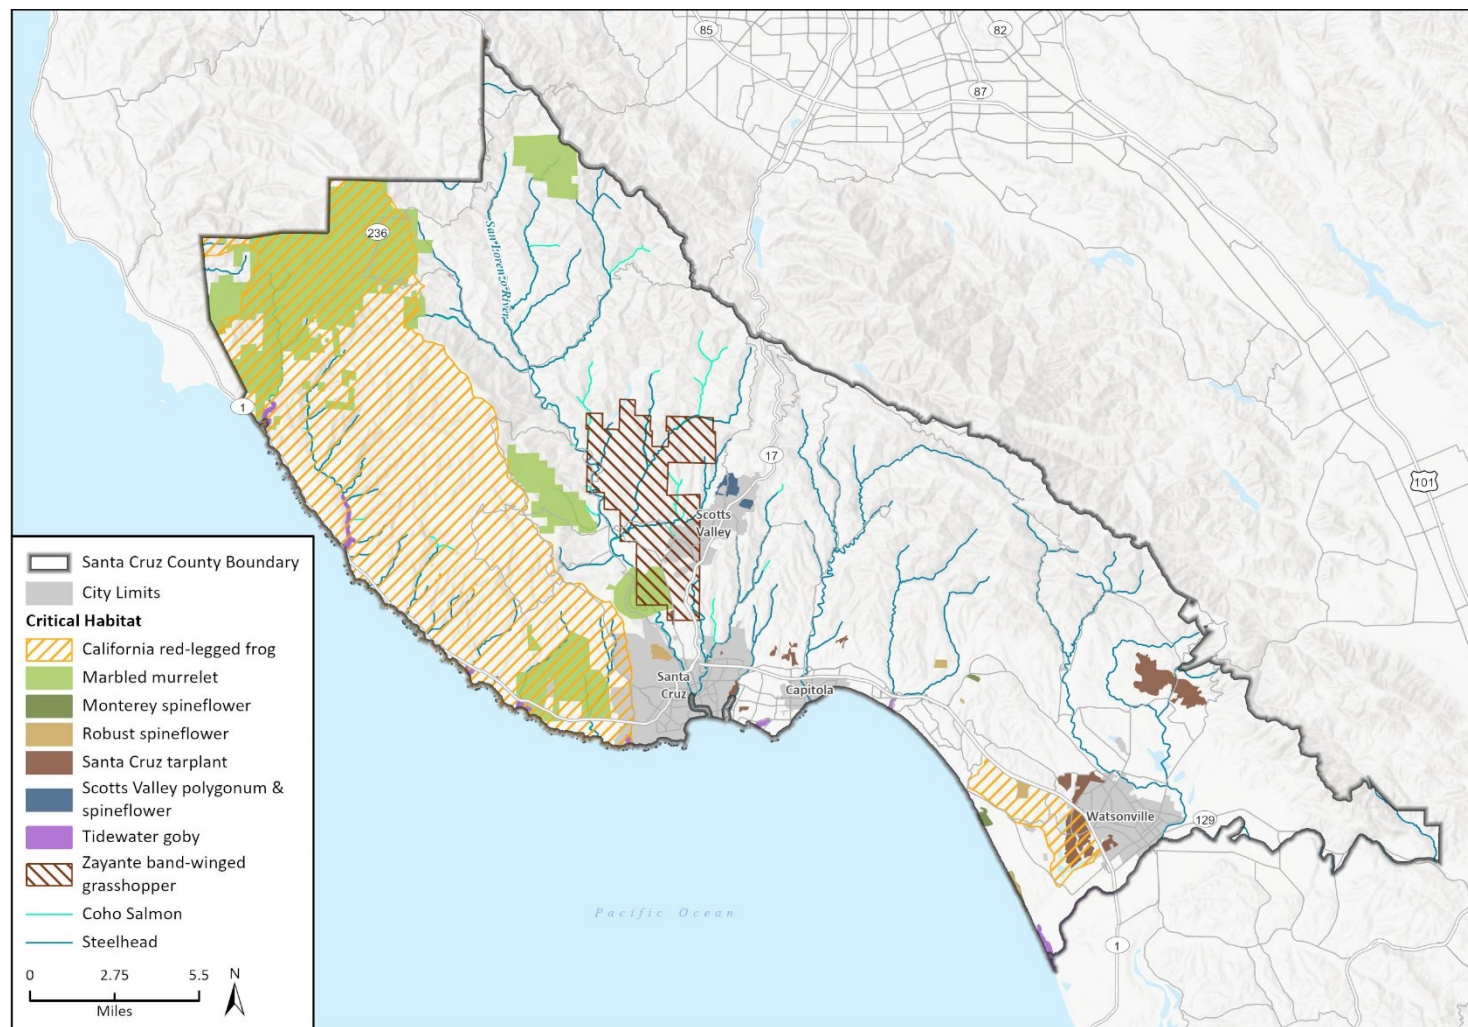 85
82
87
236
San Lorenzo River
1
17
101
Scotts
Valley
Santa
Cruz
Capitola
Watsonville
129
1
Pacific Ocean
Santa Cruz County Boundary
City Limits
Critical Habitat
California red-legged frog
Marbled murrelet
Monterey spineflower
Robust spineflower
Santa Cruz tarplant
Scotts Valley polygonum &
spineflower
Tidewater goby
Zayante band-winged
grasshopper
Coho Salmon
Steelhead
0 2.75 5.5
Miles
N